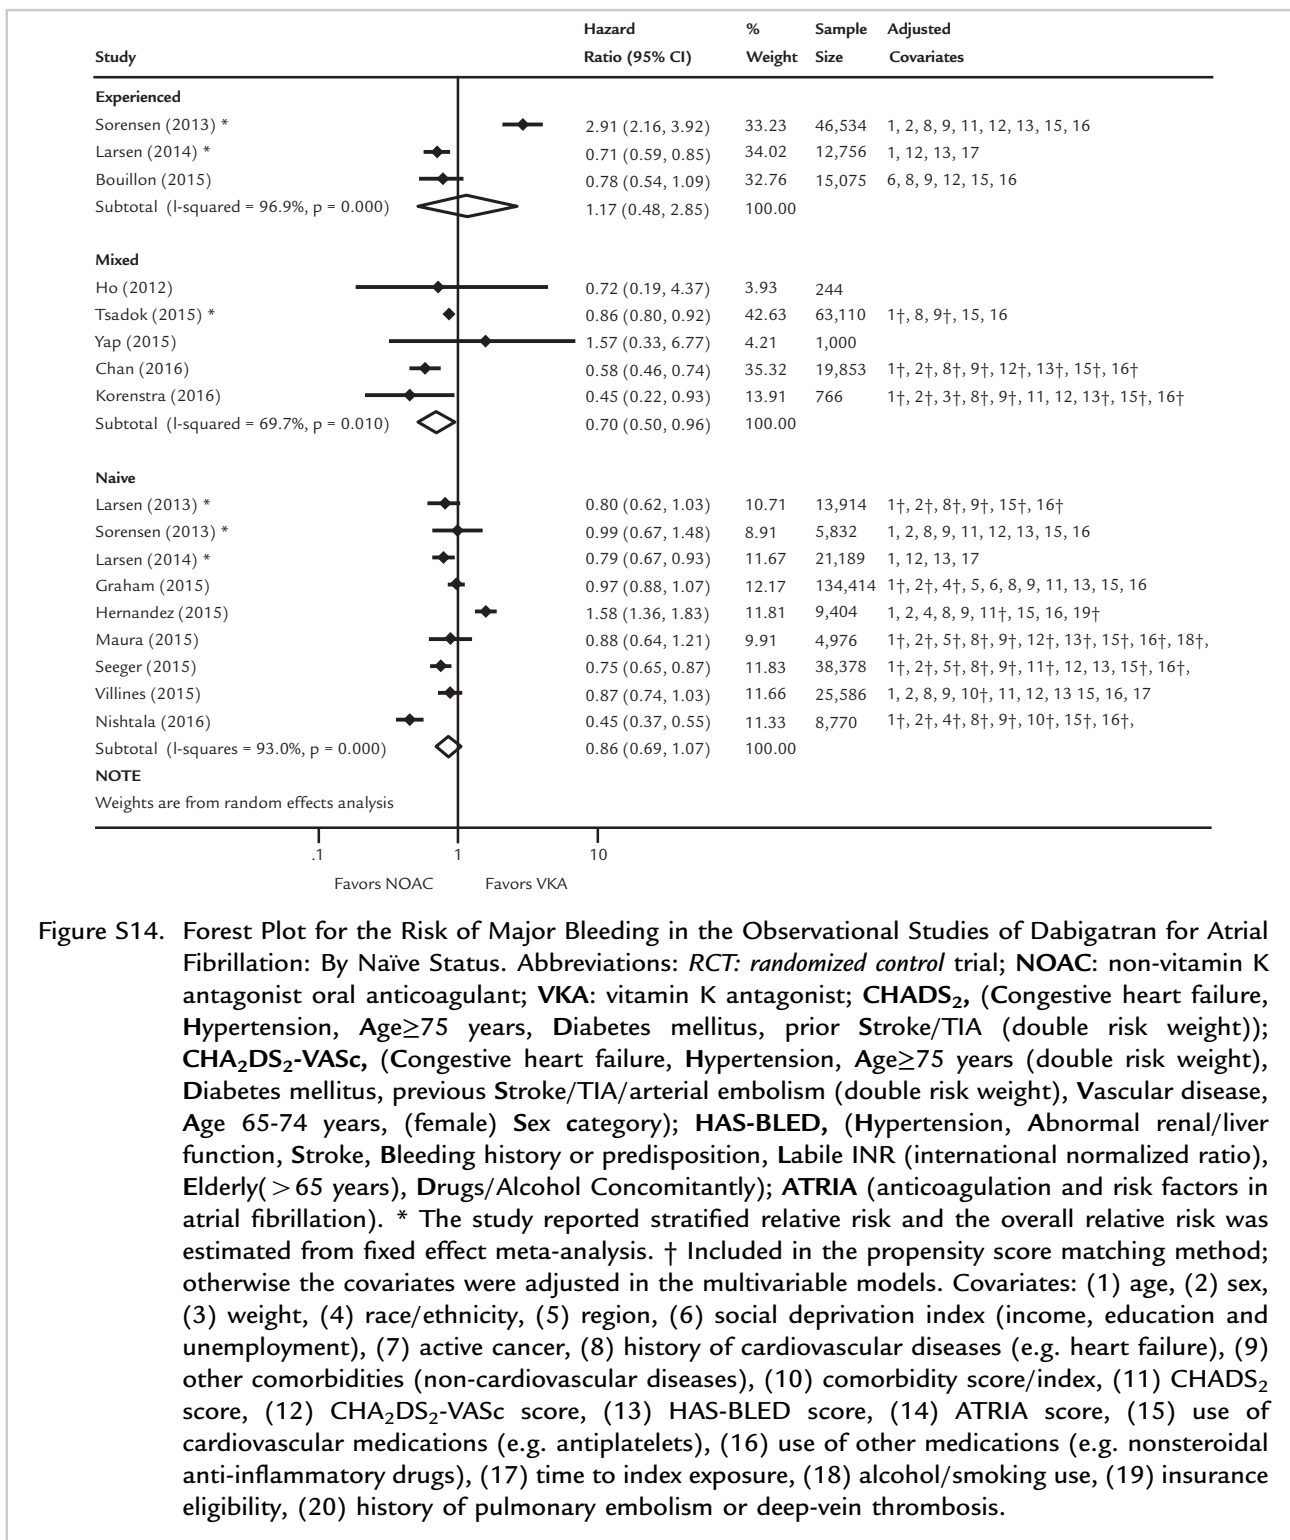 Hazard % Sample Adjusted
Study Ratio (95% CI) Weight Size Covariates
Experienced
Sorensen (2013) * 2.91 (2.16, 3.92) 33.23 46,534 1, 2, 8, 9, 11, 12, 13, 15, 16
Larsen (2014) * 0.71 (0.59, 0.85) 34.02 12,756 1, 12, 13, 17
Bouillon (2015) 0.78 (0.54, 1.09) 32.76 15,075 6, 8, 9, 12, 15, 16
Subtotal (I-squared = 96.9%, p = 0.000) 1.17 (0.48, 2.85) 100.00
Mixed
Ho (2012) 0.72 (0.19, 4.37) 3.93 244
Tsadok (2015) * 0.86 (0.80, 0.92) 42.63 63,110 1†, 8, 9†, 15, 16
Yap (2015) 1.57 (0.33, 6.77) 4.21 1,000
Chan (2016) 0.58 (0.46, 0.74) 35.32 19,853 1†, 2†, 8†, 9†, 12†, 13†, 15†, 16†
Korenstra (2016) 0.45 (0.22, 0.93) 13.91 766 1†, 2†, 3†, 8†, 9†, 11, 12, 13†, 15†, 16†
Subtotal (I-squared = 69.7%, p = 0.010) 0.70 (0.50, 0.96) 100.00
Naive
Larsen (2013) * 0.80 (0.62, 1.03) 10.71 13,914 1†, 2†, 8†, 9†, 15†, 16†
Sorensen (2013) * 0.99 (0.67, 1.48) 8.91 5,832 1, 2, 8, 9, 11, 12, 13, 15, 16
Larsen (2014) * 0.79 (0.67, 0.93) 11.67 21,189 1, 12, 13, 17
Graham (2015) 0.97 (0.88, 1.07) 12.17 134,414 1†, 2†, 4†, 5, 6, 8, 9, 11, 13, 15, 16
Hernandez (2015) 1.58 (1.36, 1.83) 11.81 9,404 1, 2, 4, 8, 9, 11†, 15, 16, 19†
Maura (2015) 0.88 (0.64, 1.21) 9.91 4,976 1†, 2†, 5†, 8†, 9†, 12†, 13†, 15†, 16†, 18†,
Seeger (2015) 0.75 (0.65, 0.87) 11.83 38,378 1†, 2†, 5†, 8†, 9†, 11†, 12, 13, 15†, 16†,
Villines (2015) 0.87 (0.74, 1.03) 11.66 25,586 1, 2, 8, 9, 10†, 11, 12, 13 15, 16, 17
Nishtala (2016) 0.45 (0.37, 0.55) 11.33 8,770 1†, 2†, 4†, 8†, 9†, 10†, 15†, 16†,
Subtotal (I-squares = 93.0%, p = 0.000) 0.86 (0.69, 1.07) 100.00
NOTE
Weights are from random effects analysis
.1 1 10
Favors NOAC Favors VKA
Figure S14. Forest Plot for the Risk of Major Bleeding in the Observational Studies of Dabigatran for Atrial
Fibrillation: By Naïve Status. Abbreviations: RCT: randomized control trial; NOAC: non-vitamin K
antagonist oral anticoagulant; VKA: vitamin K antagonist; CHADS₂, (Congestive heart failure,
Hypertension, Age≥75 years, Diabetes mellitus, prior Stroke/TIA (double risk weight));
CHA₂DS₂-VASc, (Congestive heart failure, Hypertension, Age≥75 years (double risk weight),
Diabetes mellitus, previous Stroke/TIA/arterial embolism (double risk weight), Vascular disease,
Age 65-74 years, (female) Sex category); HAS-BLED, (Hypertension, Abnormal renal/liver
function, Stroke, Bleeding history or predisposition, Labile INR (international normalized ratio),
Elderly(>65 years), Drugs/Alcohol Concomitantly); ATRIA (anticoagulation and risk factors in
atrial fibrillation). * The study reported stratified relative risk and the overall relative risk was
estimated from fixed effect meta-analysis. † Included in the propensity score matching method;
otherwise the covariates were adjusted in the multivariable models. Covariates: (1) age, (2) sex,
(3) weight, (4) race/ethnicity, (5) region, (6) social deprivation index (income, education and
unemployment), (7) active cancer, (8) history of cardiovascular diseases (e.g. heart failure), (9)
other comorbidities (non-cardiovascular diseases), (10) comorbidity score/index, (11) CHADS₂
score, (12) CHA₂DS₂-VASc score, (13) HAS-BLED score, (14) ATRIA score, (15) use of
cardiovascular medications (e.g. antiplatelets), (16) use of other medications (e.g. nonsteroidal
anti-inflammatory drugs), (17) time to index exposure, (18) alcohol/smoking use, (19) insurance
eligibility, (20) history of pulmonary embolism or deep-vein thrombosis.